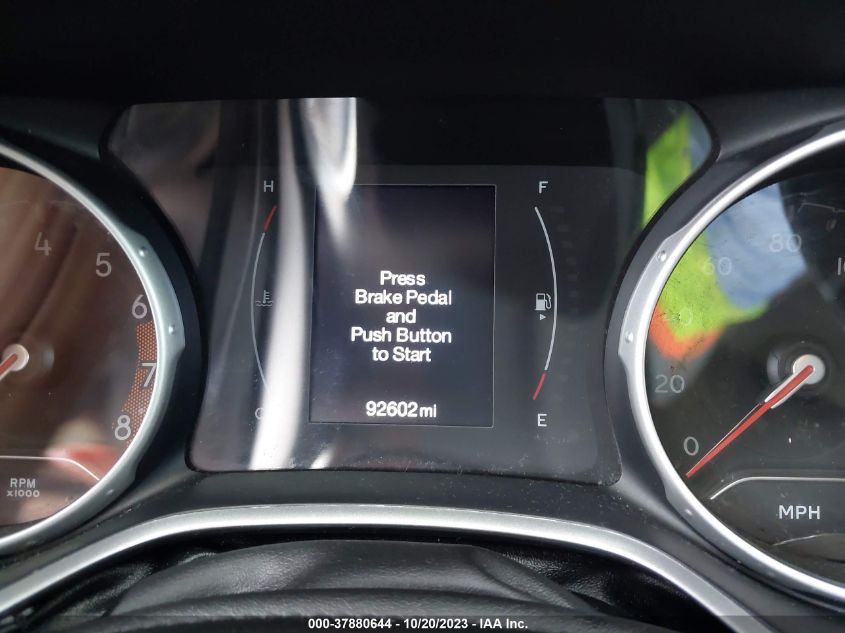 H
F
4
5
6
7
8
RPM
x1000
C
E
Press
Brake Pedal
and
Push Button
to Start
92602 mi
0
20
60
80
MPH
000-37880644 - 10/20/2023 - IAA Inc.